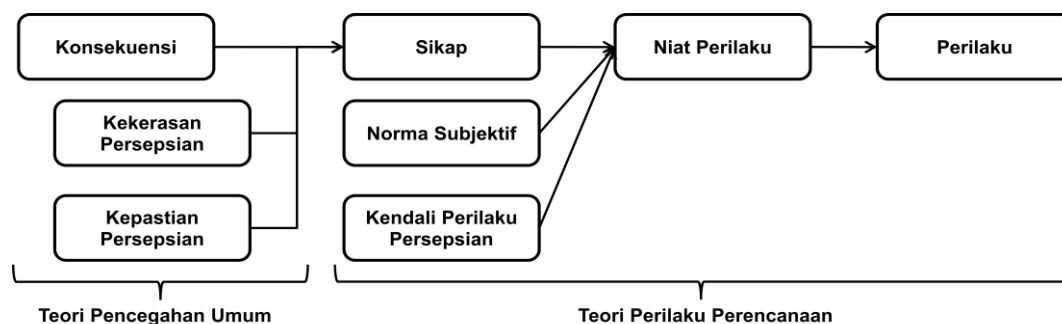 Konsekuensi
Sikap
Niat Perilaku
Perilaku
Kekerasan
Persepsian
Norma Subjektif
Kepastian
Persepsian
Kendali Perilaku
Persepsian
Teori Pencegahan Umum
Teori Perilaku Perencanaan